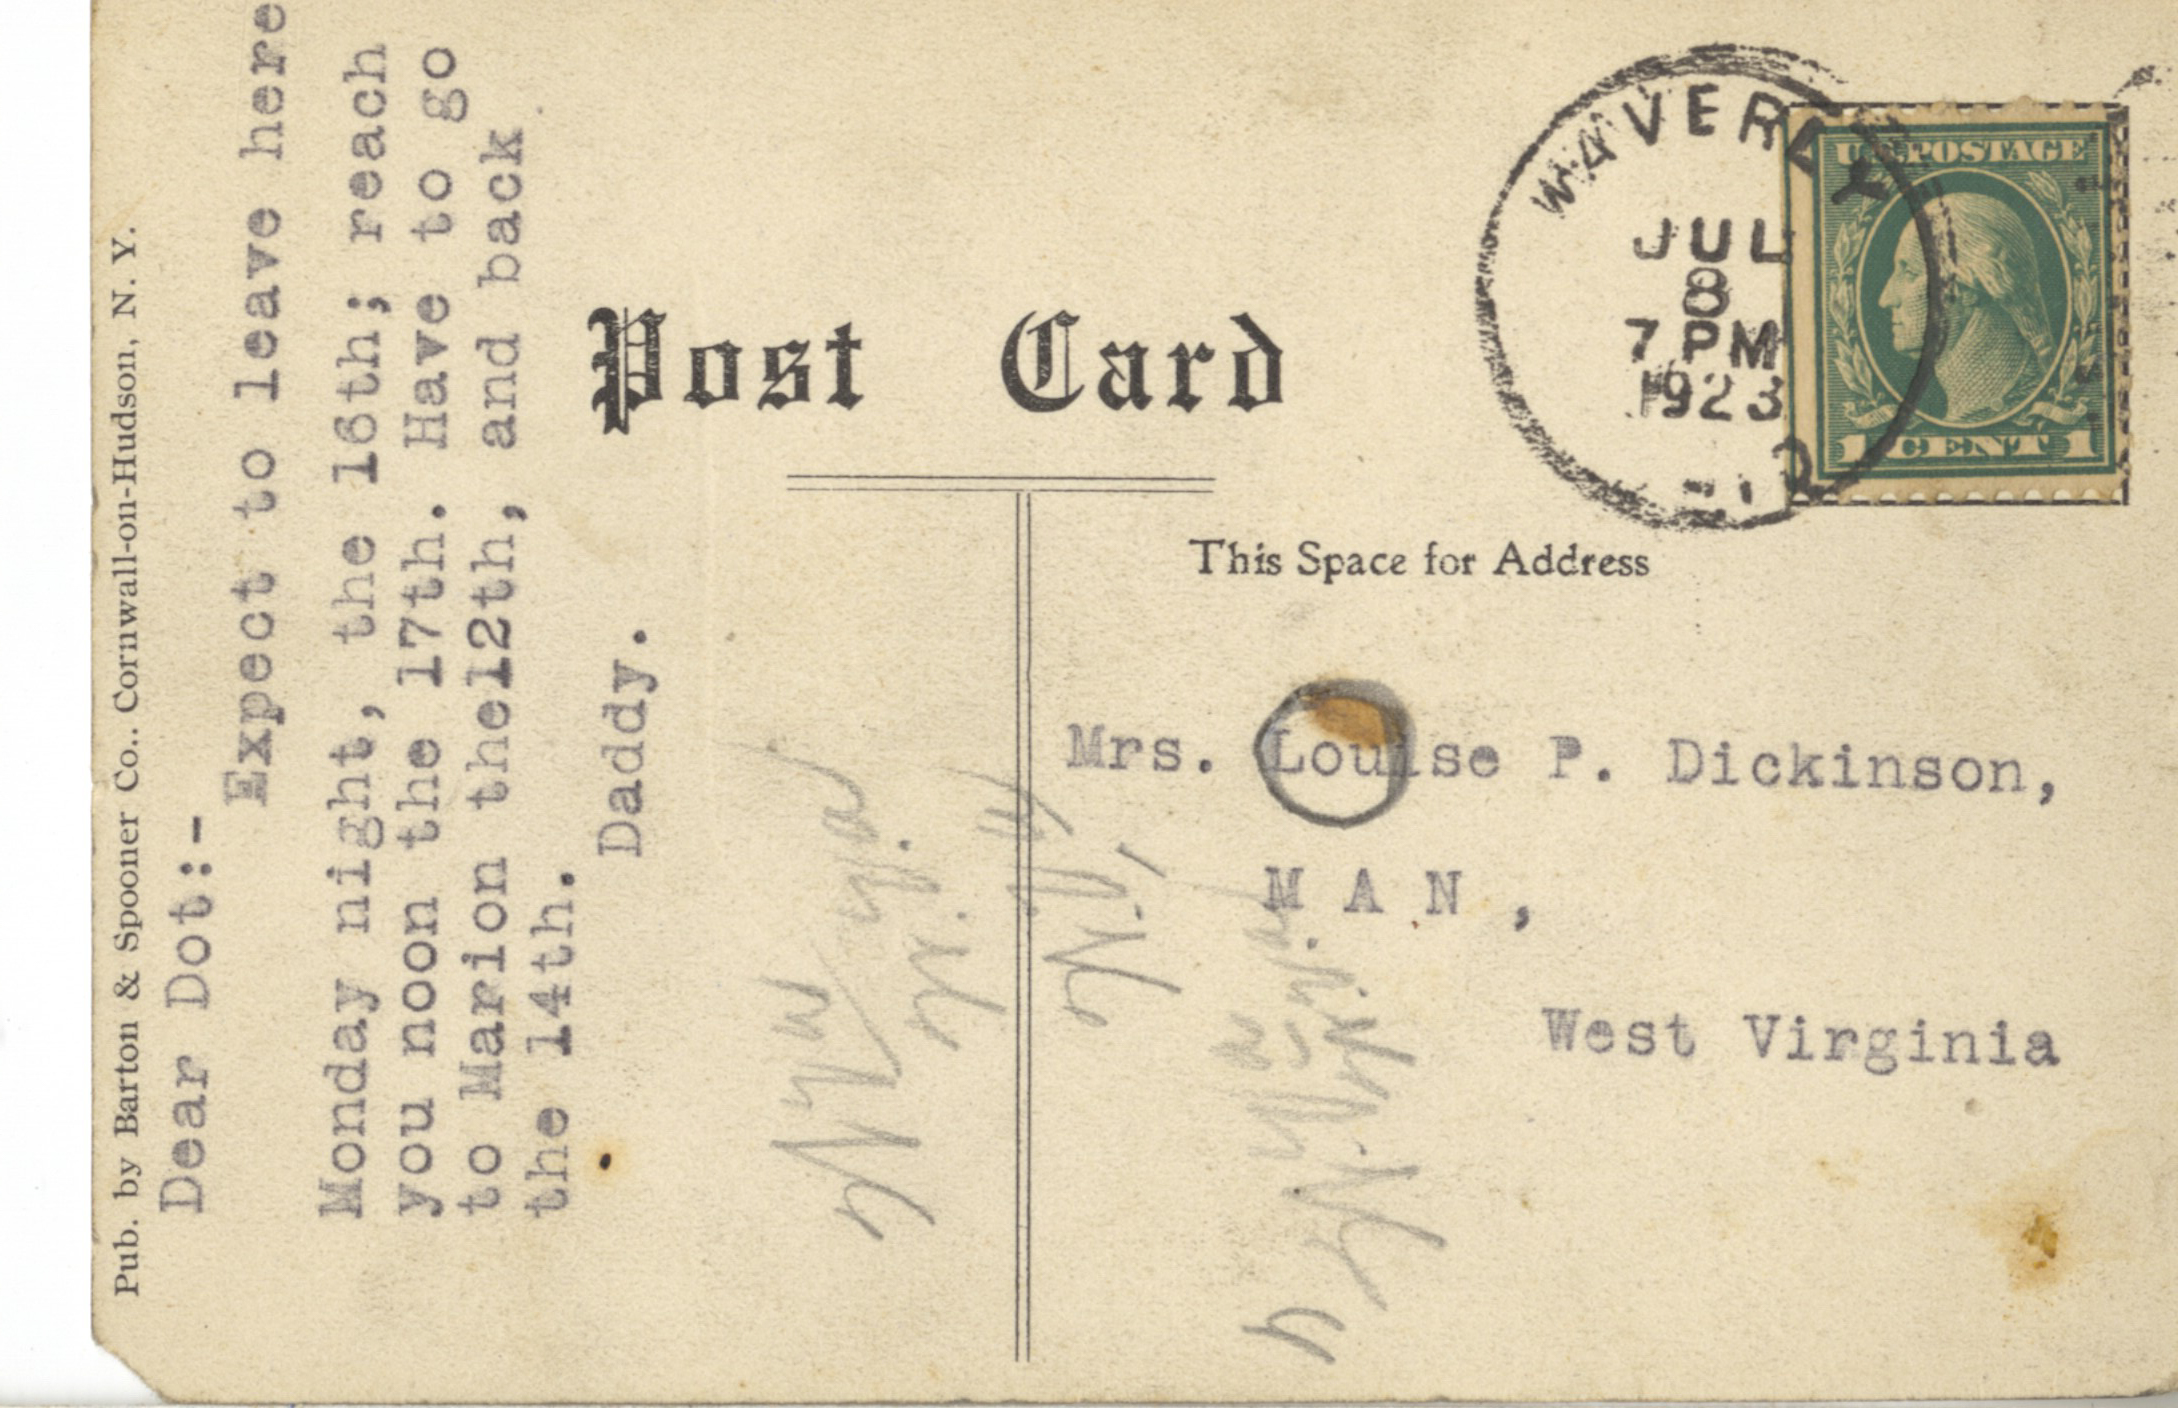 Pub. by Barton & Spooner Co.. Cornwall-on-Hudson, N. Y.
Dear Dot:-
Expect to leave here
Monday night, the 16th; reach
you noon the 17th. Have to go
to Marion the12th, and back
the 14th.
Daddy.
Post Card
WAVERLY
JUL
8
7 PM
1923
U.S. POSTAGE
1 CENT 1
This Space for Address
Mrs. Louise P. Dickinson,
M A N ,
West Virginia